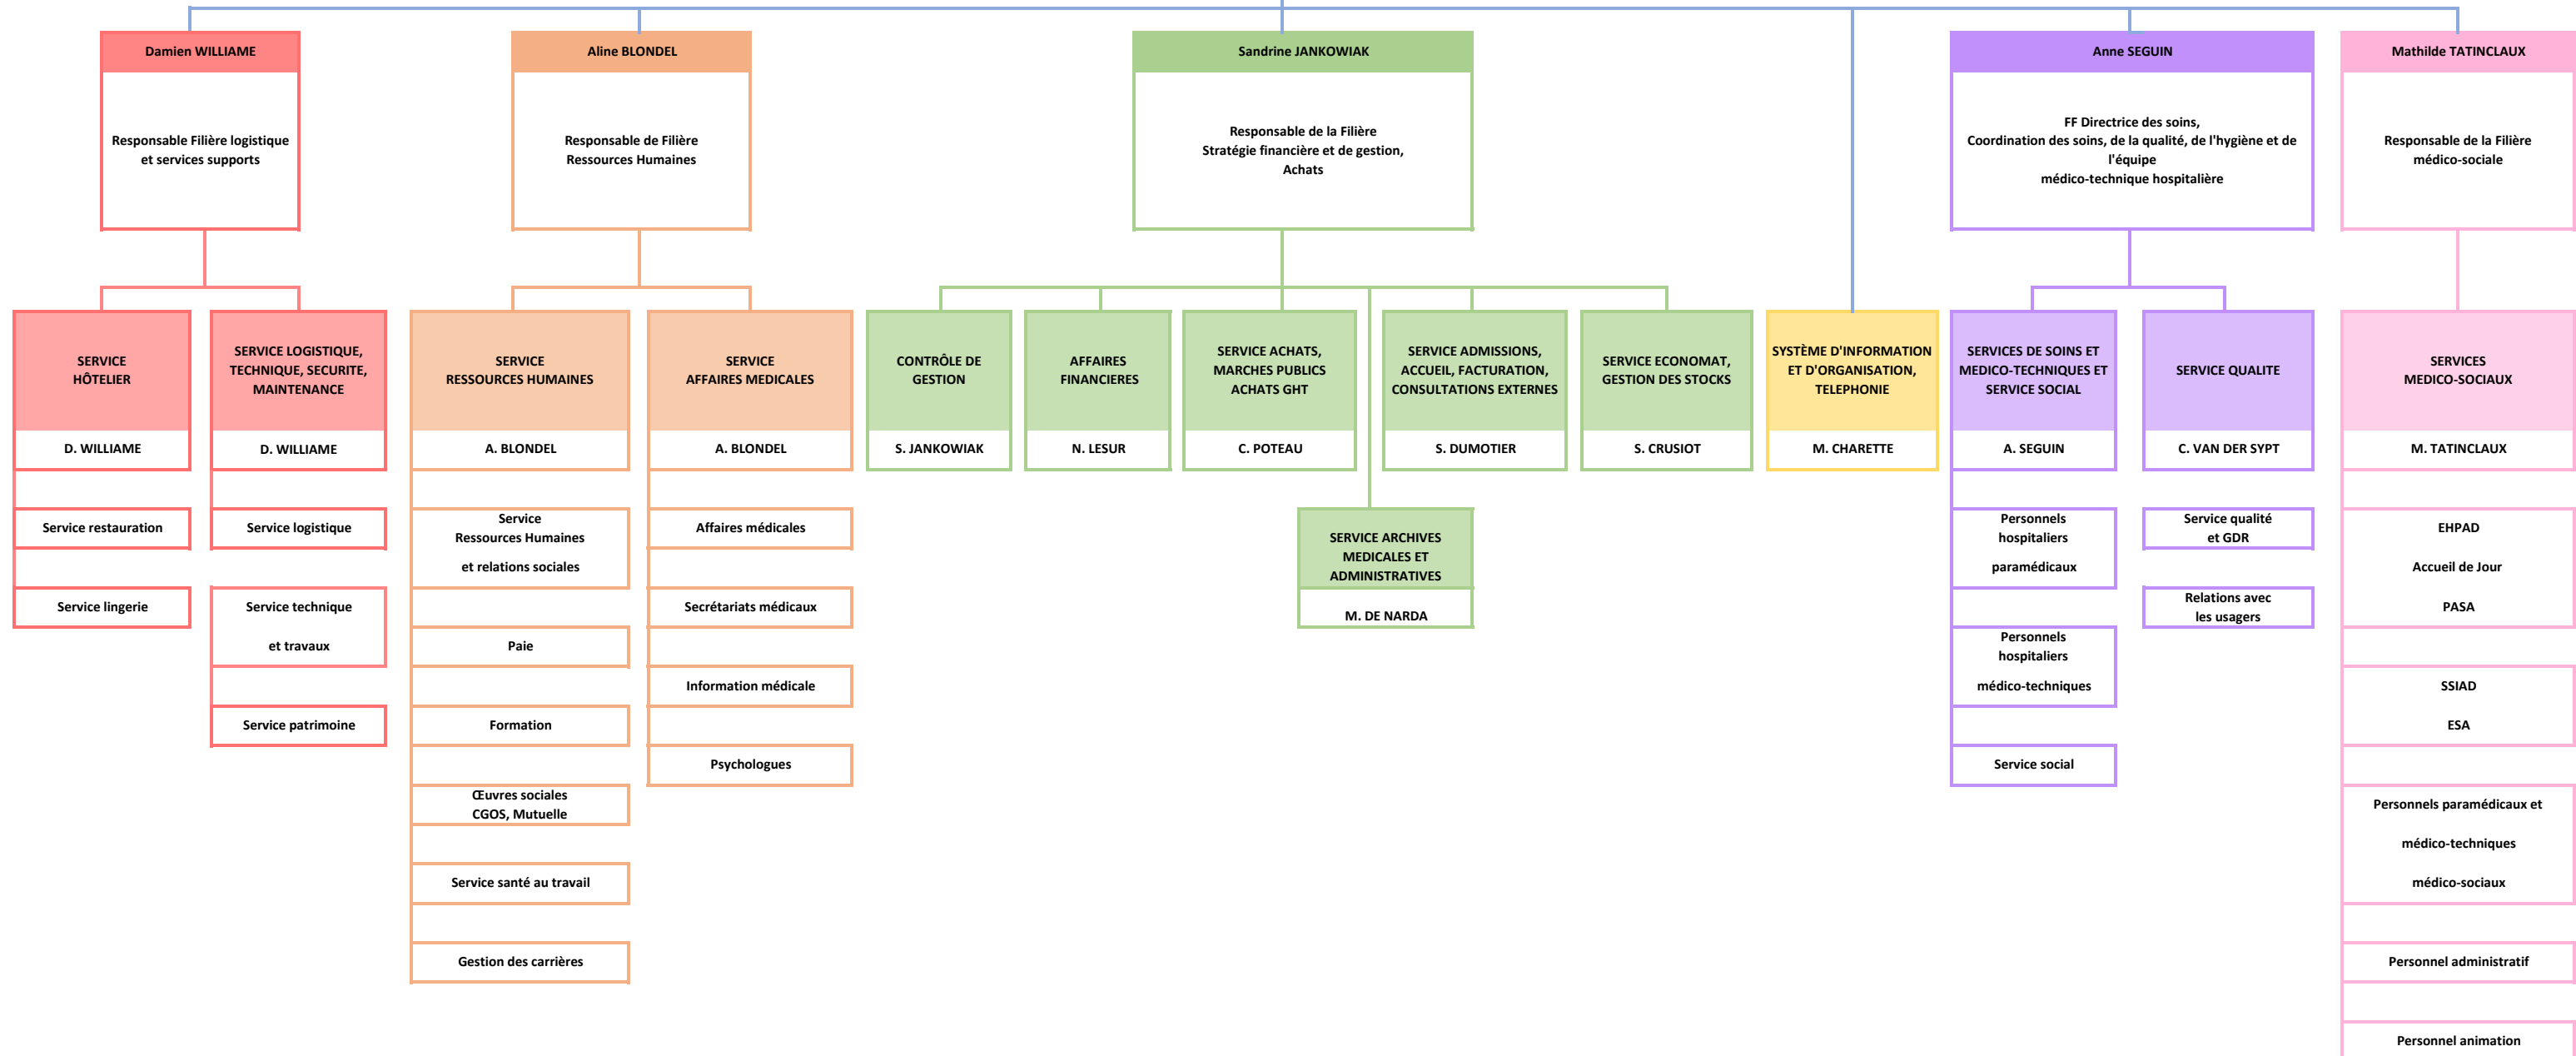 Damien WILLIAME
Responsable Filière logistique
et services supports
Aline BLONDEL
Responsable de Filière
Ressources Humaines
Sandrine JANKOWIAK
Responsable de la Filière
Stratégie financière et de gestion,
Achats
Anne SEGUIN
FF Directrice des soins,
Coordination des soins, de la qualité, de l'hygiène et de
l'équipe
médico-technique hospitalière
Mathilde TATINCLAUX
Responsable de la Filière
médico-sociale
SERVICE
HÔTELIER
D. WILLIAME
Service restauration
Service lingerie
SERVICE LOGISTIQUE,
TECHNIQUE, SECURITE,
MAINTENANCE
D. WILLIAME
Service logistique
Service technique
et travaux
Service patrimoine
SERVICE
RESSOURCES HUMAINES
A. BLONDEL
Service
Ressources Humaines
et relations sociales
Paie
Formation
Œuvres sociales
CGOS, Mutuelle
Service santé au travail
Gestion des carrières
SERVICE
AFFAIRES MEDICALES
A. BLONDEL
Affaires médicales
Secrétariats médicaux
Information médicale
Psychologues
CONTRÔLE DE
GESTION
S. JANKOWIAK
AFFAIRES
FINANCIERES
N. LESUR
SERVICE ACHATS,
MARCHES PUBLICS
ACHATS GHT
C. POTEAU
SERVICE ARCHIVES
MEDICALES ET
ADMINISTRATIVES
M. DE NARDA
SERVICE ADMISSIONS,
ACCUEIL, FACTURATION,
CONSULTATIONS EXTERNES
S. DUMOTIER
SERVICE ECONOMAT,
GESTION DES STOCKS
S. CRUSIOT
SYSTÈME D'INFORMATION
ET D'ORGANISATION,
TELEPHONIE
M. CHARETTE
SERVICES DE SOINS ET
MEDICO-TECHNIQUES ET
SERVICE SOCIAL
A. SEGUIN
Personnels
hospitaliers
paramédicaux
Personnels
hospitaliers
médico-techniques
Service social
SERVICE QUALITE
C. VAN DER SYPT
Service qualité
et GDR
Relations avec
les usagers
SERVICES
MEDICO-SOCIAUX
M. TATINCLAUX
EHPAD
Accueil de Jour
PASA
SSIAD
ESA
Personnels paramédicaux et
médico-techniques
médico-sociaux
Personnel administratif
Personnel animation